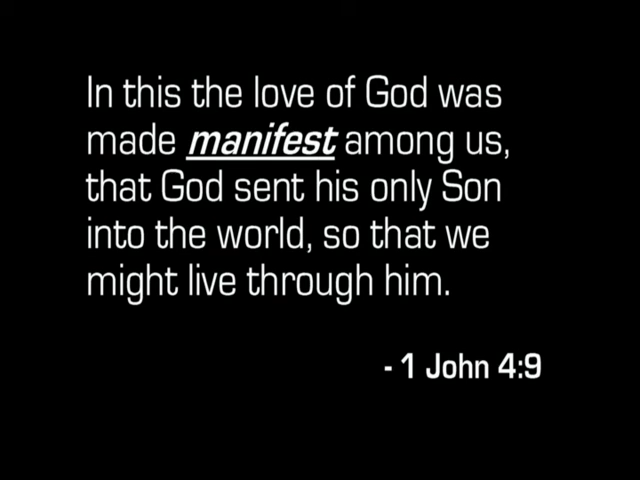 In this the love of God was
made manifest among us,
that God sent his only Son
into the world, so that we
might live through him.
- 1 John 4:9